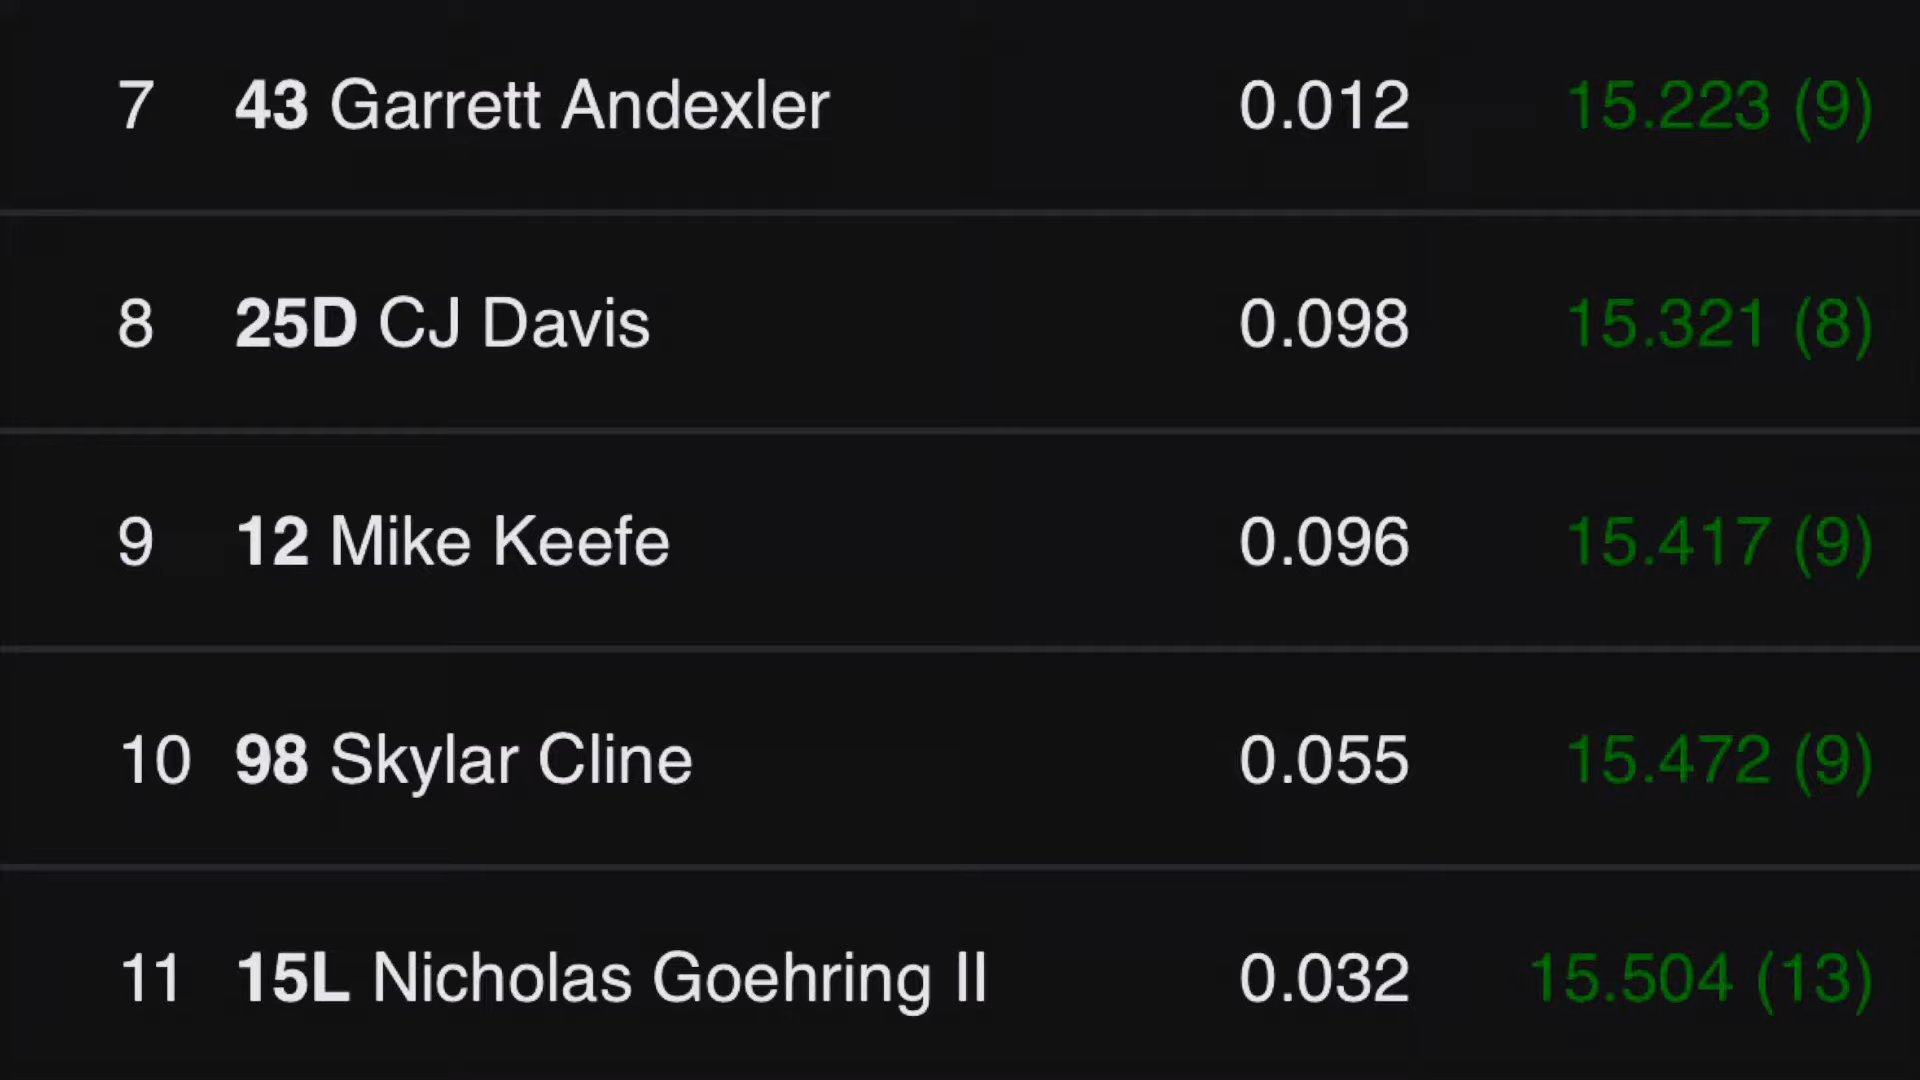 7 43 Garrett Andexler 0.012 15.223 (9)
8 25D CJ Davis 0.098 15.321 (8)
9 12 Mike Keefe 0.096 15.417 (9)
10 98 Skylar Cline 0.055 15.472 (9)
11 15L Nicholas Goehring II 0.032 15.504 (13)